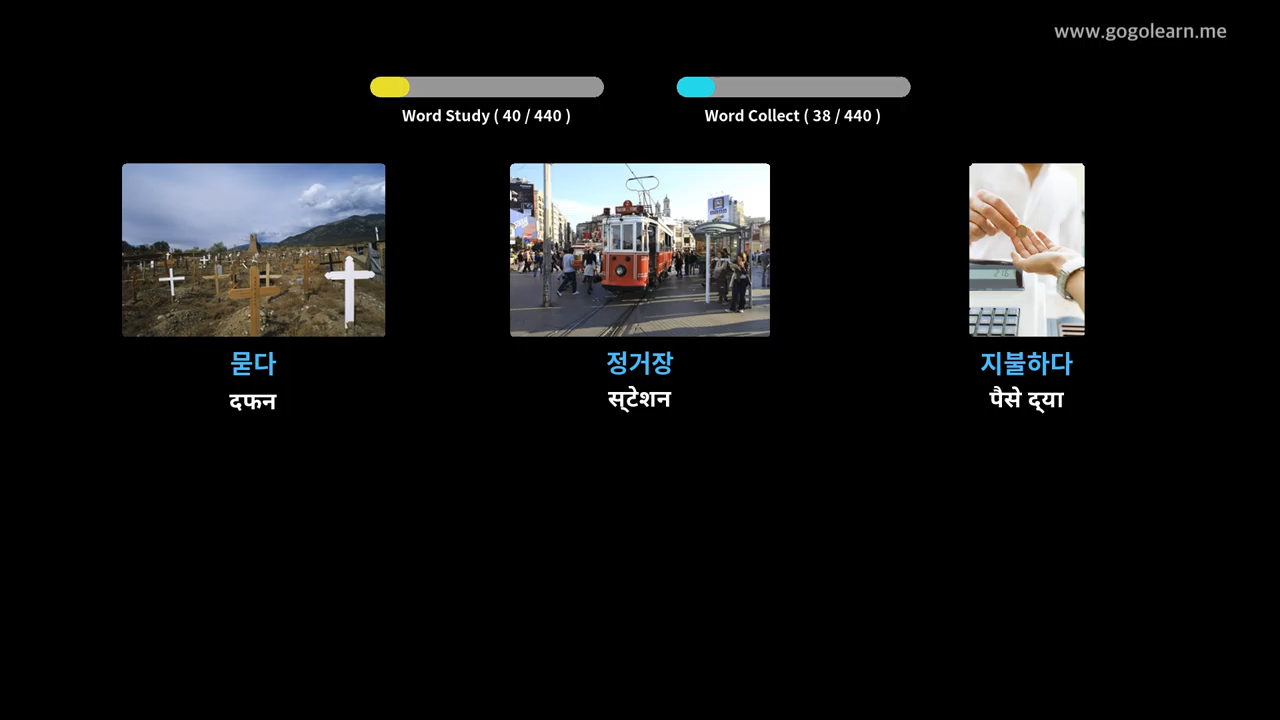 www.gogolearn.me
Word Study ( 40 / 440 )
Word Collect ( 38 / 440 )
묻다
दफन
정거장
स्टेशन
지불하다
पैसे द्या